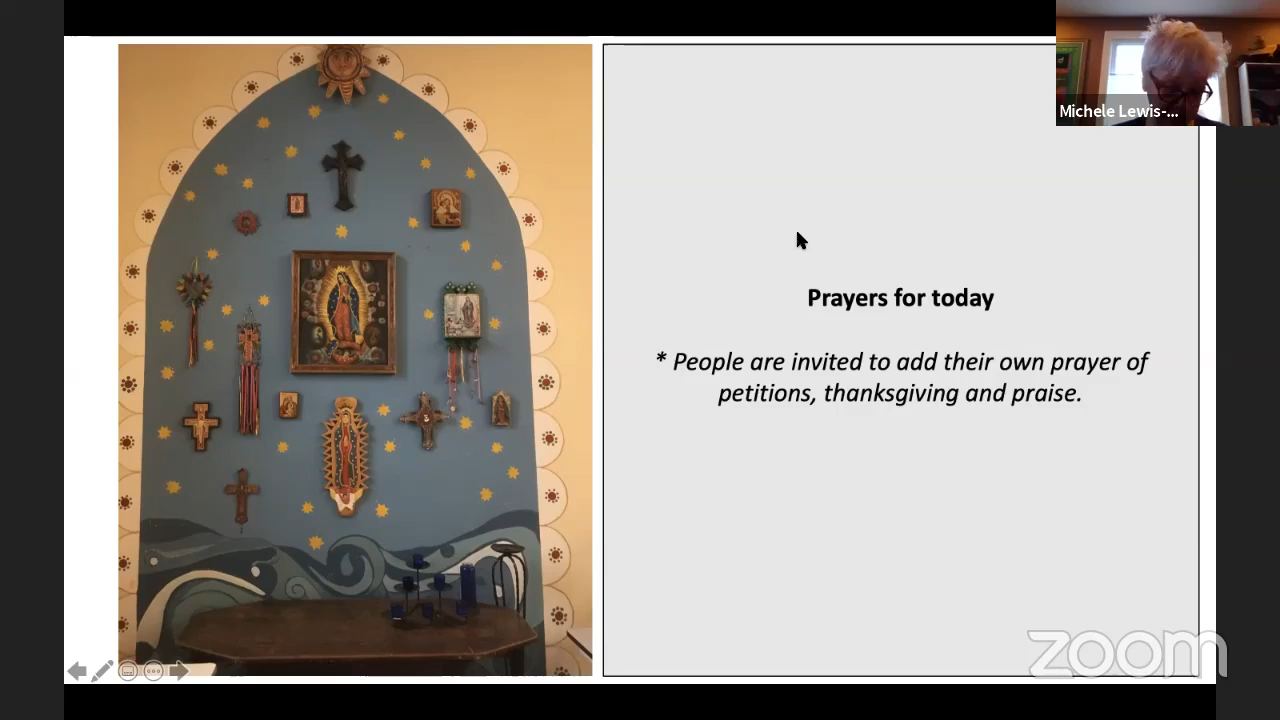 Michele Lewis-...
Prayers for today
* People are invited to add their own prayer of
petitions, thanksgiving and praise.
zoom